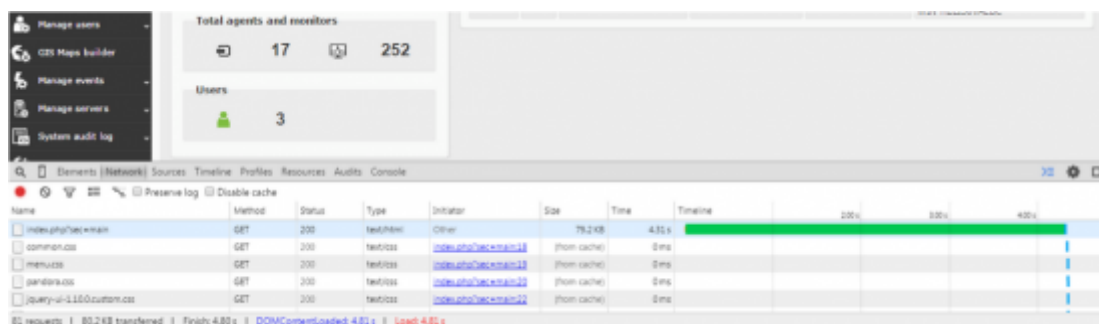 Manage users
GIS Maps builder
Manage events
Manage servers
System audit log
Total agents and monitors
17 252
Users
3
Elements Network Sources Timeline Profiles Resources Audits Console
Preserve log Disable cache
Name Method Status Type Initiator Size Time Timeline 2.00 s 3.00 s 4.00 s
index.php?sec=main GET 200 text/html Other 79.2 KB 4.31 s
common.css GET 200 text/css index.php?sec=main:18 (from cache) 0 ms
menu.css GET 200 text/css index.php?sec=main:19 (from cache) 0 ms
pandora.css GET 200 text/css index.php?sec=main:20 (from cache) 0 ms
jquery-ui-1.10.0.custom.css GET 200 text/css index.php?sec=main:22 (from cache) 0 ms
81 requests | 80.2 KB transferred | Finish: 4.80 s | DOMContentLoaded: 4.81 s | Load: 4.81 s